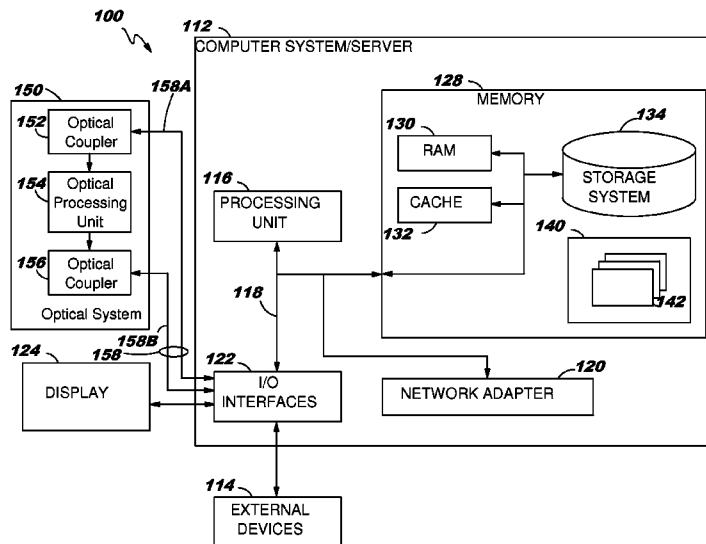 100
112
COMPUTER SYSTEM/SERVER
150
158A
152
Optical
Coupler
154
Optical
Processing
Unit
156
Optical
Coupler
Optical System
158B
158
124
DISPLAY
116
PROCESSING
UNIT
118
122
I/O
INTERFACES
128
MEMORY
130
RAM
CACHE
132
134
STORAGE
SYSTEM
140
142
120
NETWORK ADAPTER
114
EXTERNAL
DEVICES